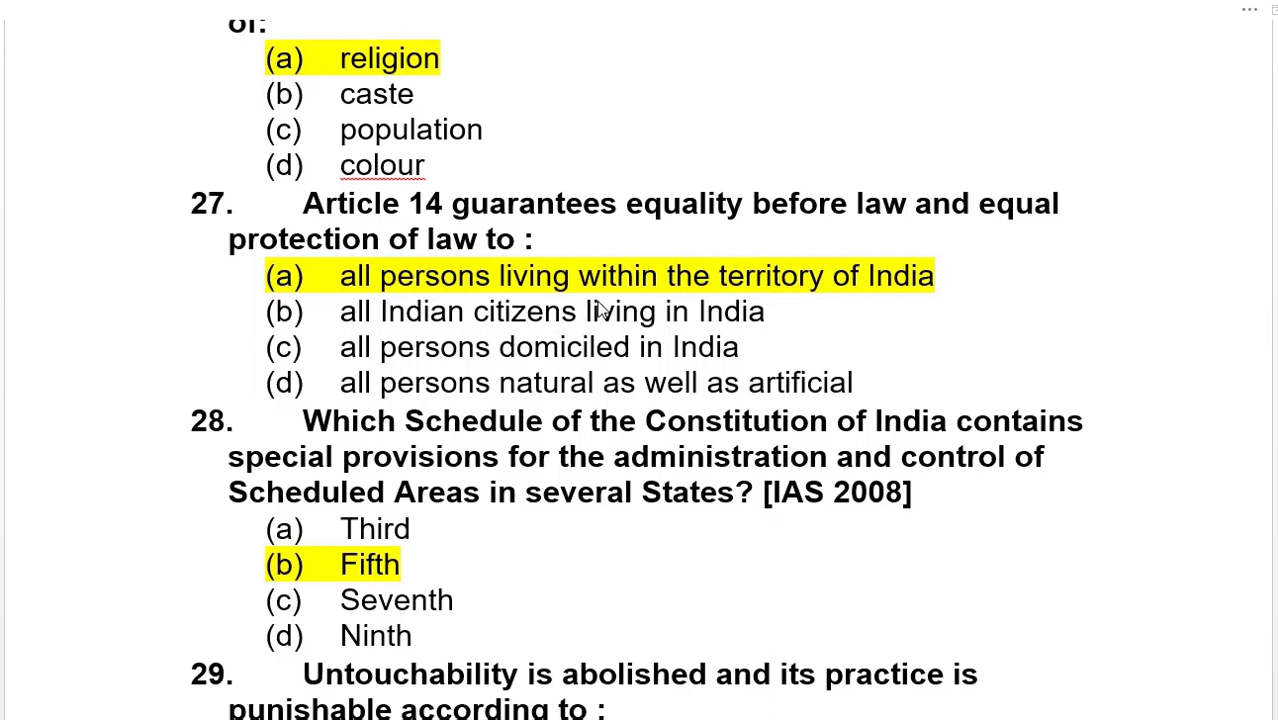 of:
(a) religion
(b) caste
(c) population
(d) colour
27. Article 14 guarantees equality before law and equal
protection of law to :
(a) all persons living within the territory of India
(b) all Indian citizens living in India
(c) all persons domiciled in India
(d) all persons natural as well as artificial
28. Which Schedule of the Constitution of India contains
special provisions for the administration and control of
Scheduled Areas in several States? [IAS 2008]
(a) Third
(b) Fifth
(c) Seventh
(d) Ninth
29. Untouchability is abolished and its practice is
punishable according to :